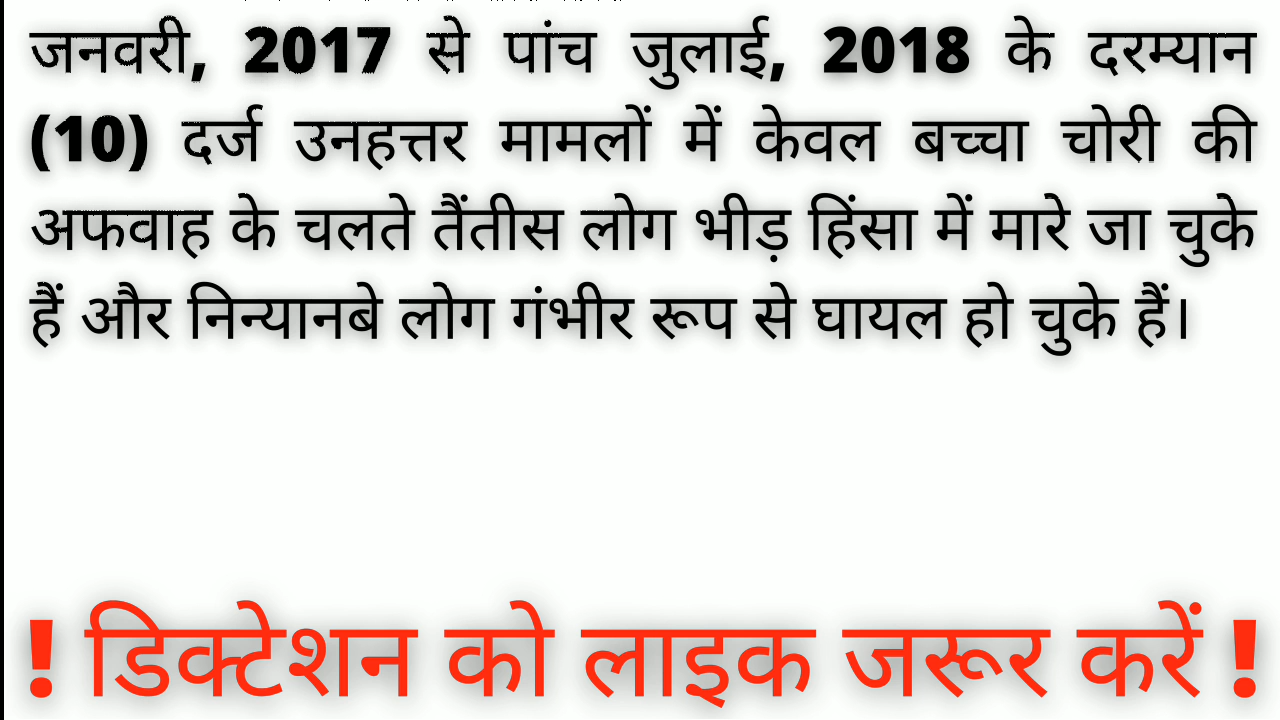 जनवरी, 2017 से पांच जुलाई, 2018 के दरम्यान
(10) दर्ज उनहत्तर मामलों में केवल बच्चा चोरी की
अफवाह के चलते तैंतीस लोग भीड़ हिंसा में मारे जा चुके
हैं और निन्यानबे लोग गंभीर रूप से घायल हो चुके हैं।
! डिक्टेशन को लाइक जरूर करें !